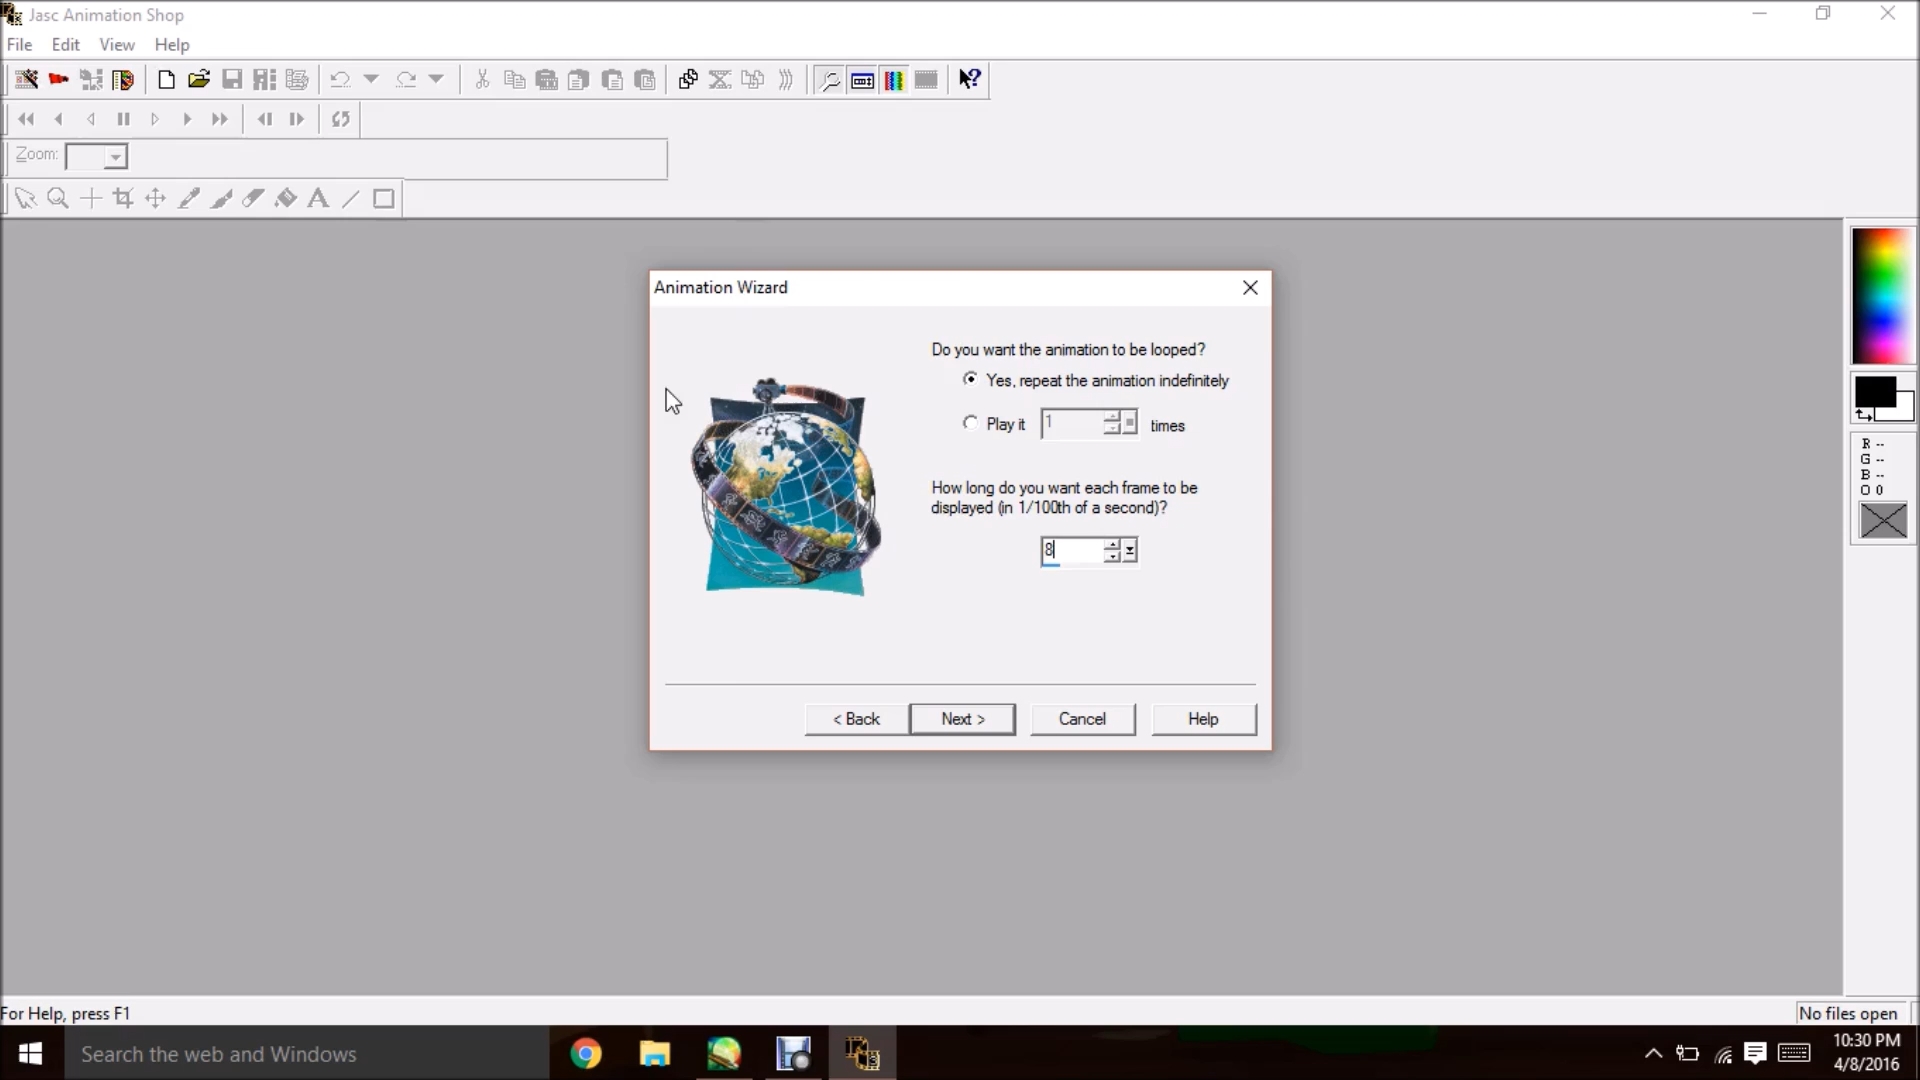 Jasc Animation Shop
File Edit View Help
Zoom:
Animation Wizard
Do you want the animation to be looped?
Yes, repeat the animation indefinitely
Play it 1 times
How long do you want each frame to be
displayed (in 1/100th of a second)?
8
< Back Next > Cancel Help
R --
G --
B --
O 0
For Help, press F1
No files open
Search the web and Windows
10:30 PM
4/8/2016